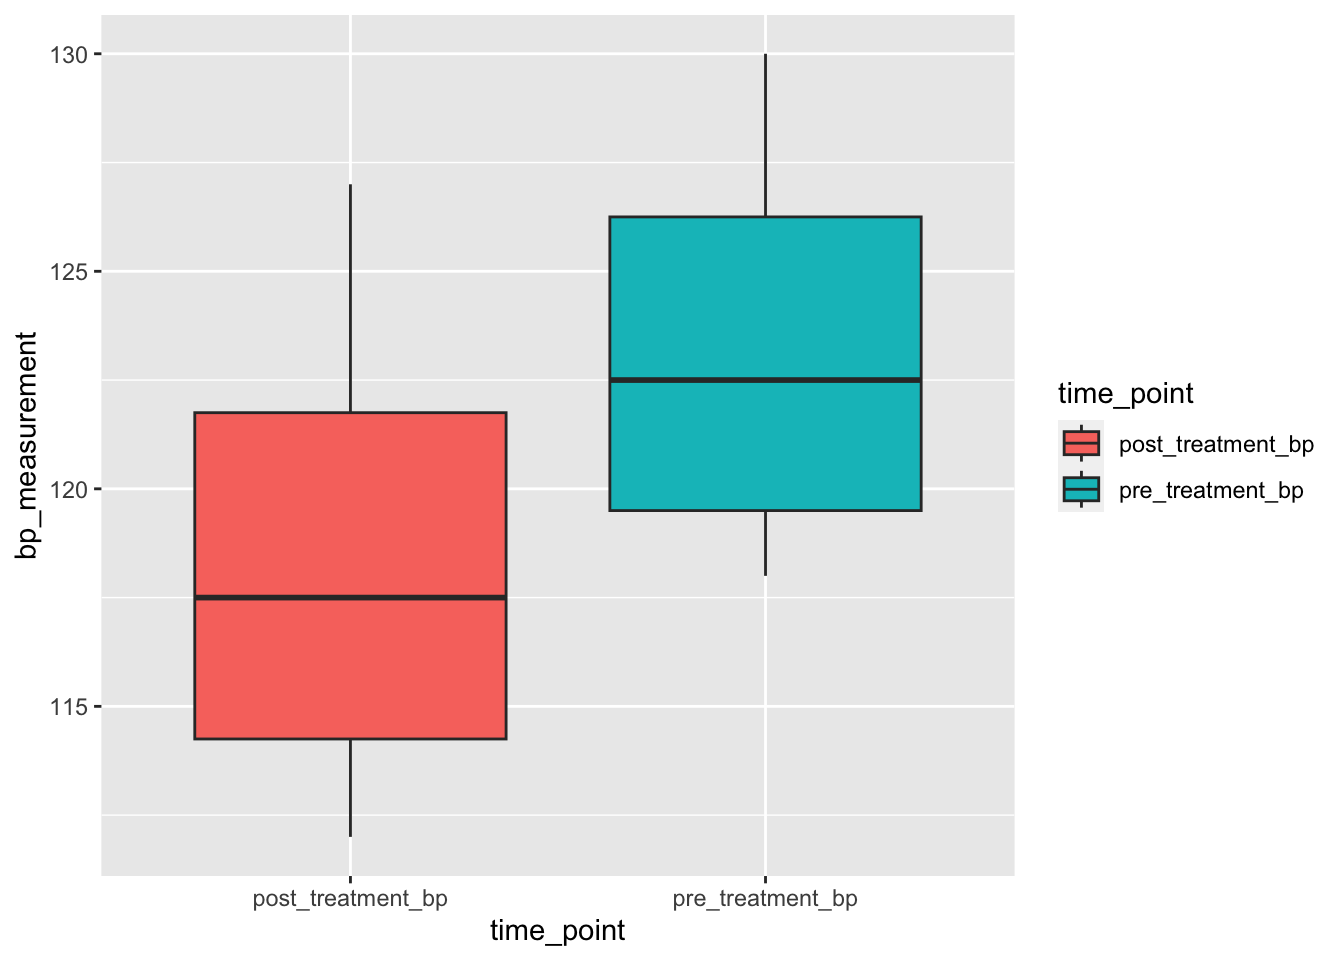 130
125
120
115
bp_measurement
post_treatment_bp
pre_treatment_bp
time_point
time_point
post_treatment_bp
pre_treatment_bp